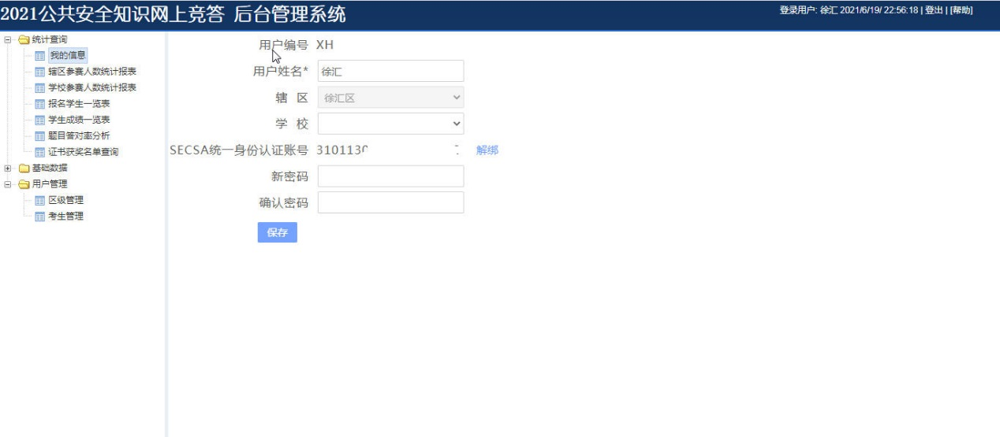 2021公共安全知识网上竞答 后台管理系统
登录用户: 徐汇 2021/6/19/ 22:56:18 | 登出 | [帮助]
统计查询
我的信息
辖区参赛人数统计报表
学校参赛人数统计报表
报名学生一览表
学生成绩一览表
题目答对率分析
证书获奖名单查询
基础数据
用户管理
区级管理
考生管理
用户编号 XH
用户姓名* 徐汇
辖 区 徐汇区
学 校
SECSA统一身份认证账号 310113 解绑
新密码
确认密码
保存